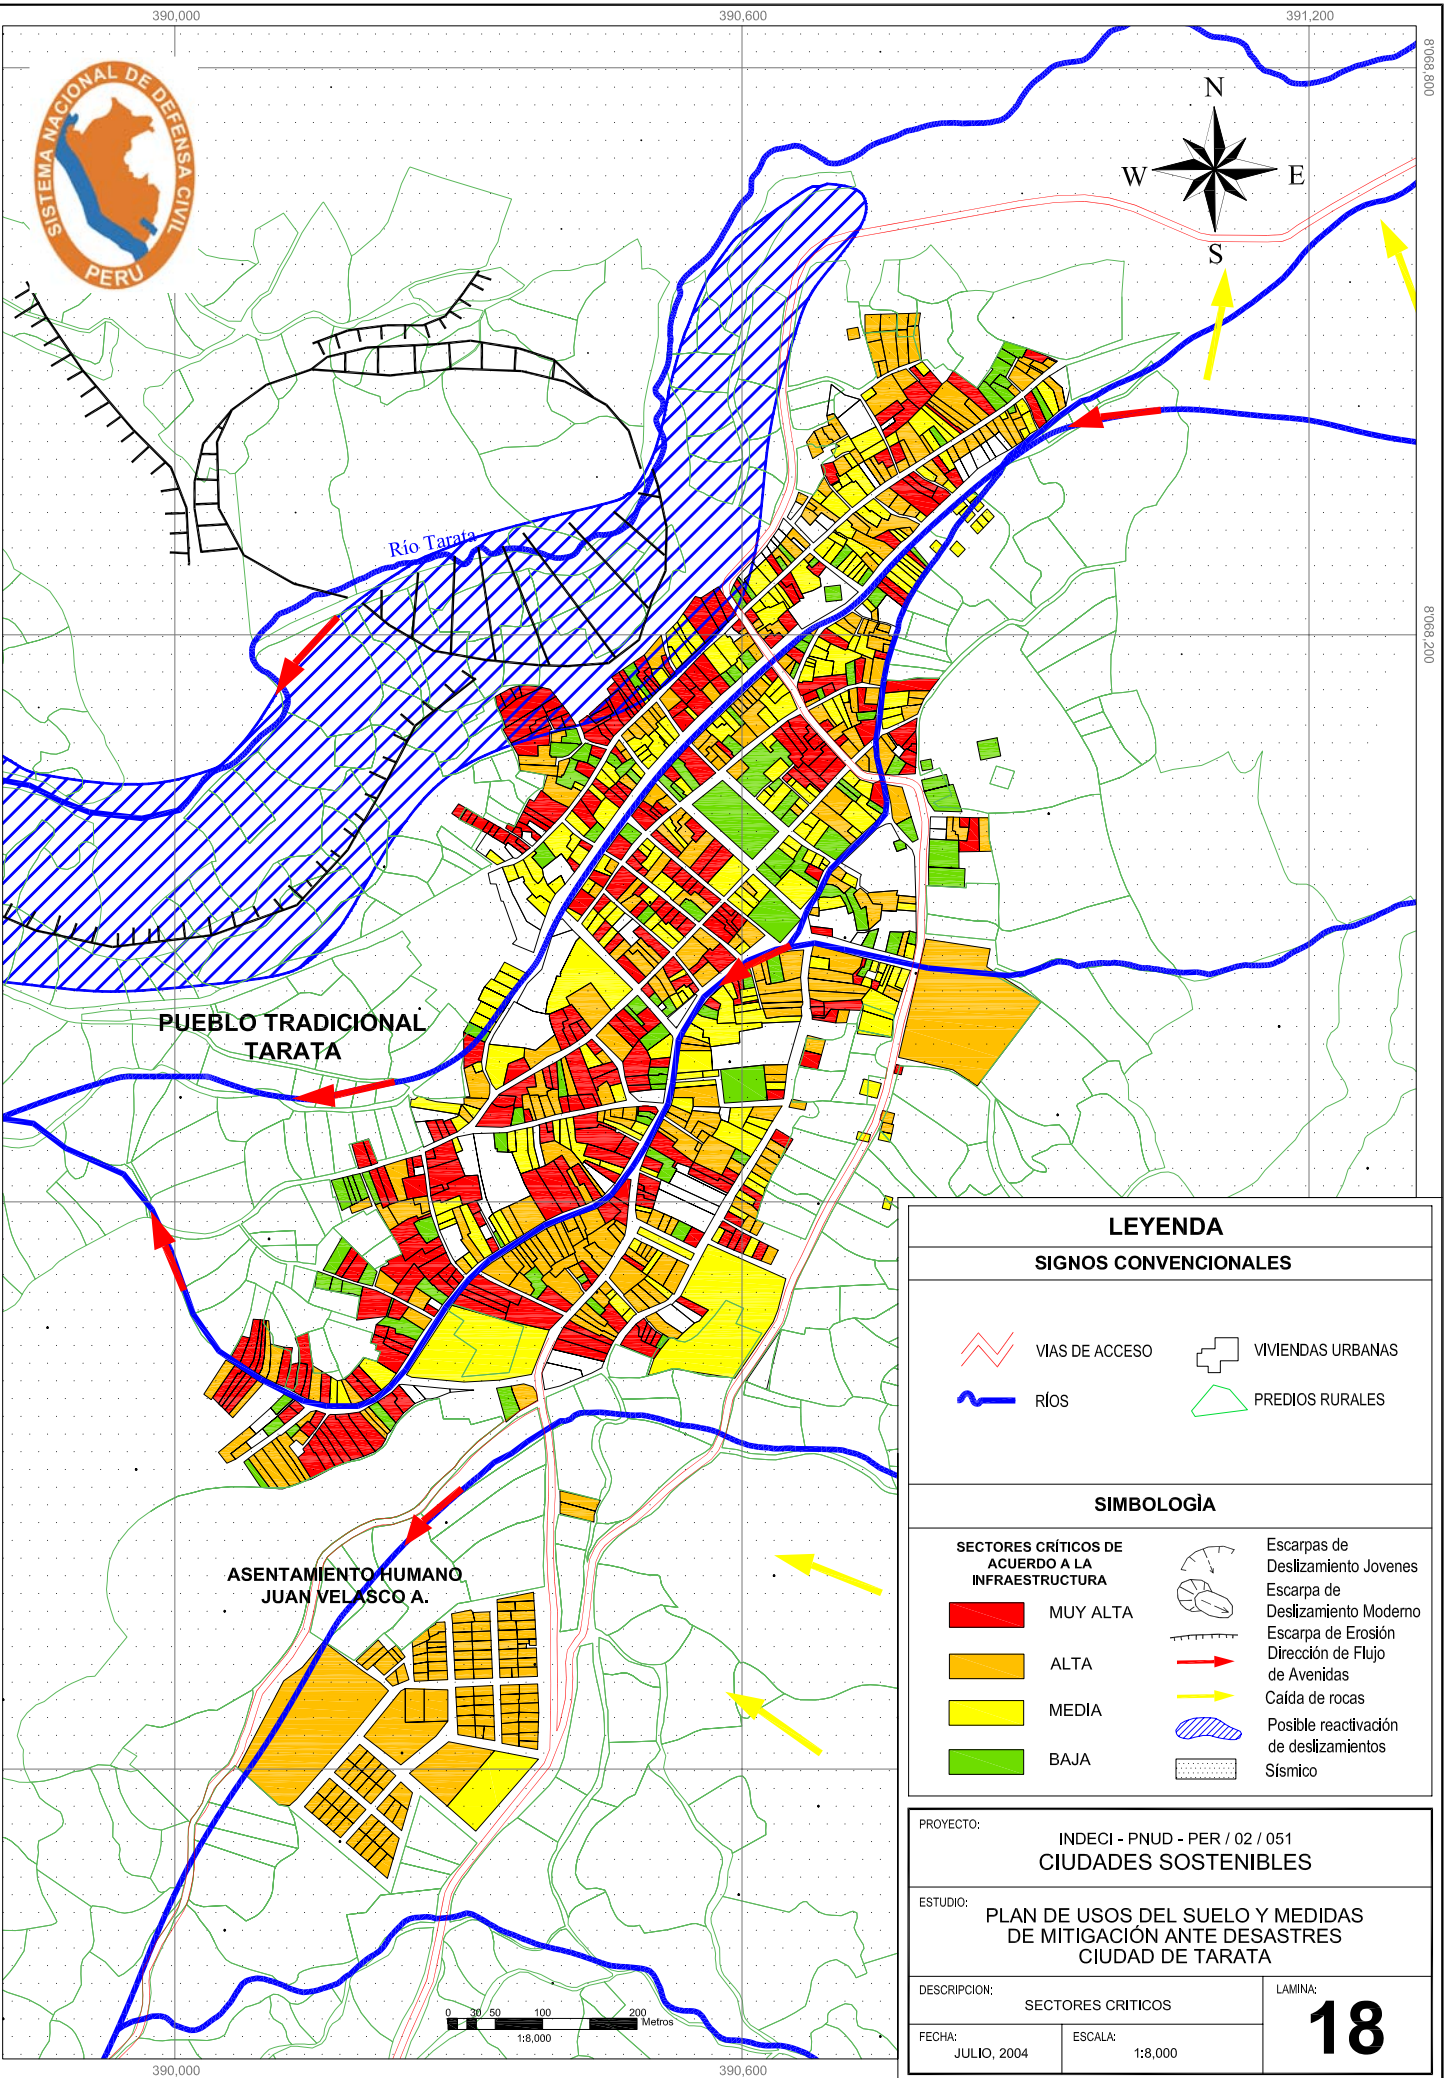 390,000
390,600
391,200
8'068,800
SISTEMA NACIONAL DE DEFENSA CIVIL
PERU
N
W
E
S
Río Tarata
8'068,200
PUEBLO TRADICIONAL
TARATA
ASENTAMIENTO HUMANO
JUAN VELASCO A.
LEYENDA
SIGNOS CONVENCIONALES
VIAS DE ACCESO
VIVIENDAS URBANAS
RÍOS
PREDIOS RURALES
SIMBOLOGÌA
SECTORES CRÍTICOS DE
ACUERDO A LA
INFRAESTRUCTURA
MUY ALTA
ALTA
MEDIA
BAJA
Escarpas de
Deslizamiento Jovenes
Escarpa de
Deslizamiento Moderno
Escarpa de Erosión
Dirección de Flujo
de Avenidas
Caída de rocas
Posible reactivación
de deslizamientos
Sísmico
PROYECTO:
INDECI - PNUD - PER / 02 / 051
CIUDADES SOSTENIBLES
ESTUDIO:
PLAN DE USOS DEL SUELO Y MEDIDAS
DE MITIGACIÓN ANTE DESASTRES
CIUDAD DE TARATA
DESCRIPCION:
SECTORES CRITICOS
LAMINA:
18
FECHA:
JULIO, 2004
ESCALA:
1:8,000
0 30 50 100 200
Metros
1:8,000
390,000
390,600